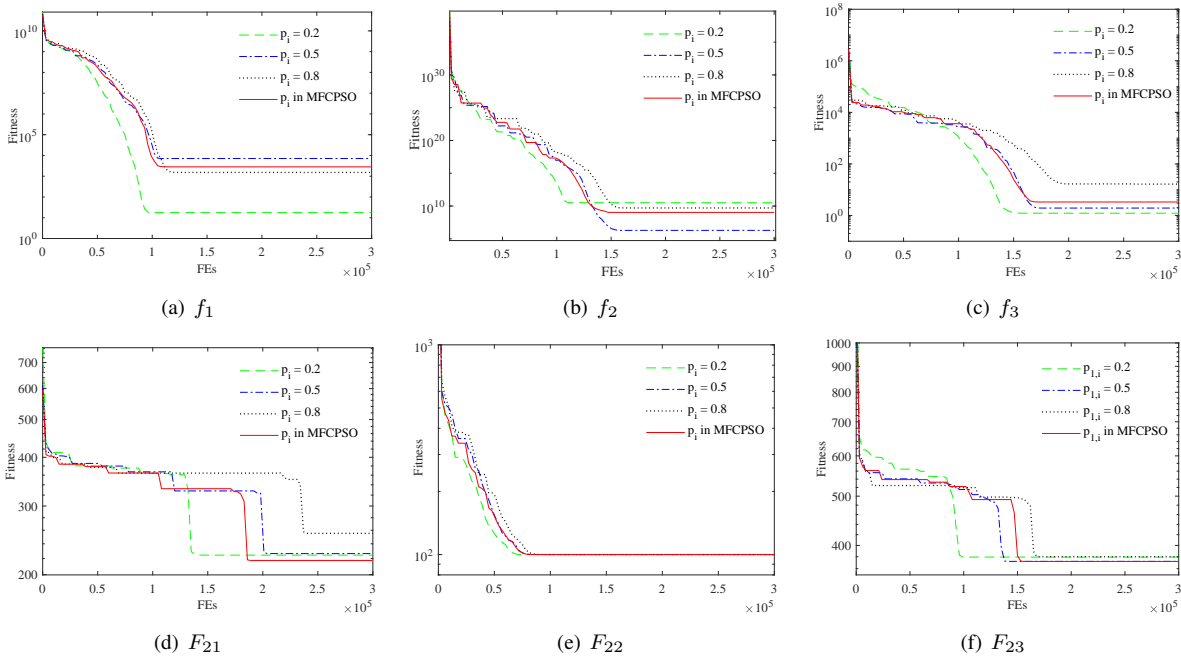 10^10
10^5
10^0
Fitness
p_i = 0.2
p_i = 0.5
p_i = 0.8
p_i in MFCPSO
0 0.5 1 1.5 2 2.5 3
FEs
×10^5
(a) f_1
10^30
10^20
10^10
Fitness
p_i = 0.2
p_i = 0.5
p_i = 0.8
p_i in MFCPSO
0.5 1 1.5 2 2.5 3
FEs
×10^5
(b) f_2
10^8
10^6
10^4
10^2
10^0
Fitness
p_i = 0.2
p_i = 0.5
p_i = 0.8
p_i in MFCPSO
0 0.5 1 1.5 2 2.5 3
FEs
×10^5
(c) f_3
700
600
500
400
300
200
Fitness
p_i = 0.2
p_i = 0.5
p_i = 0.8
p_i in MFCPSO
0 0.5 1 1.5 2 2.5 3
FEs
×10^5
(d) F_21
10^3
10^2
Fitness
p_i = 0.2
p_i = 0.5
p_i = 0.8
p_i in MFCPSO
0 0.5 1 1.5 2 2.5 3
FEs
×10^5
(e) F_22
1000
900
800
700
600
500
400
Fitness
p_1,i = 0.2
p_1,i = 0.5
p_1,i = 0.8
p_1,i in MFCPSO
0 0.5 1 1.5 2 2.5 3
FEs
×10^5
(f) F_23